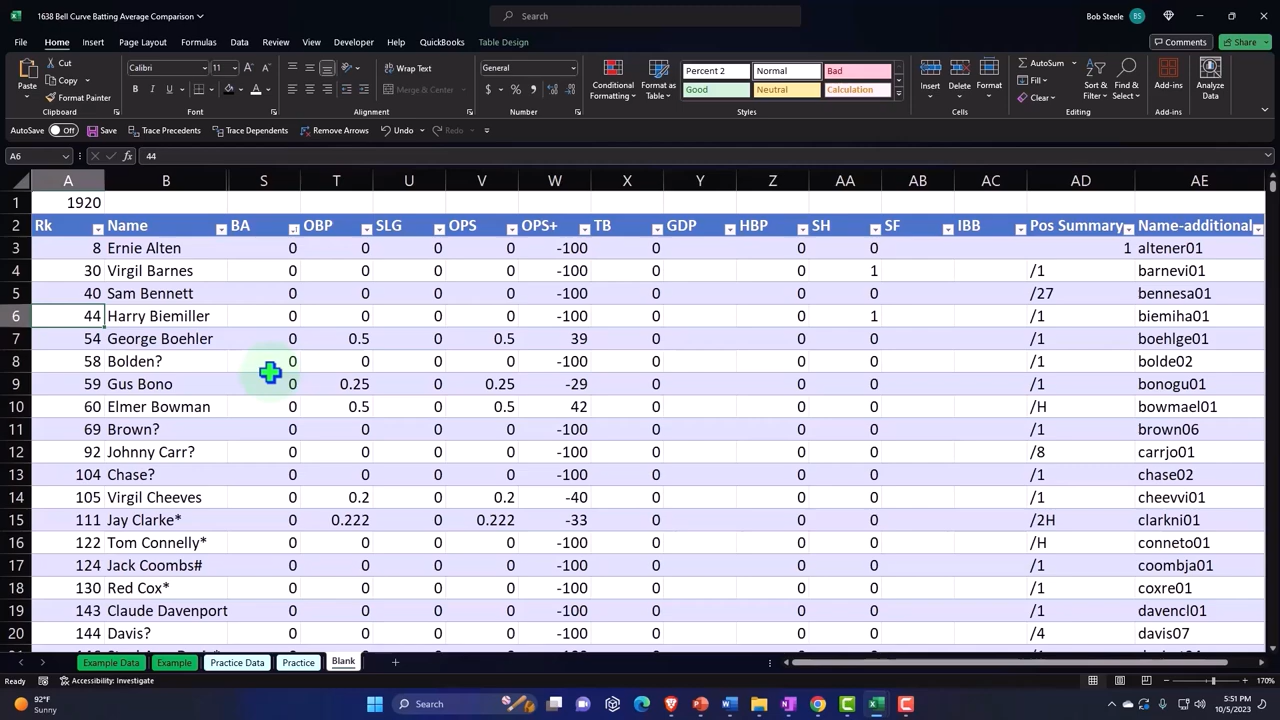 1638 Bell Curve Batting Average Comparison
Search
Bob Steele BS
File Home Insert Page Layout Formulas Data Review View Developer Help QuickBooks Table Design Comments Share
Paste Cut Copy Format Painter Clipboard
Calibri 11 Font
Wrap Text Merge & Center Alignment
General Number
Conditional Formatting Format as Table
Percent 2 Normal Bad
Good Neutral Calculation
Styles
Insert Delete Format Cells
AutoSum Fill Clear Sort & Filter Find & Select Editing
Add-ins Add-ins
Analyze Data
AutoSave Off Save Trace Precedents Trace Dependents Remove Arrows Undo Redo
A6 fx 44
A B S T U V W X Y Z AA AB AC AD AE
1 1920
2 Rk Name BA OBP SLG OPS OPS+ TB GDP HBP SH SF IBB Pos Summary Name-additional
3 8 Ernie Alten 0 0 0 0 -100 0 0 0 1 altener01
4 30 Virgil Barnes 0 0 0 0 -100 0 0 1 /1 barnevi01
5 40 Sam Bennett 0 0 0 0 -100 0 0 0 /27 bennesa01
6 44 Harry Biemiller 0 0 0 0 -100 0 0 1 /1 biemiha01
7 54 George Boehler 0 0.5 0 0.5 39 0 0 0 /1 boehlge01
8 58 Bolden? 0 0 0 0 -100 0 0 0 /1 bolde02
9 59 Gus Bono 0 0.25 0 0.25 -29 0 0 0 /1 bonogu01
10 60 Elmer Bowman 0 0.5 0 0.5 42 0 0 0 /H bowmael01
11 69 Brown? 0 0 0 0 -100 0 0 0 /1 brown06
12 92 Johnny Carr? 0 0 0 0 -100 0 0 0 /8 carrjo01
13 104 Chase? 0 0 0 0 -100 0 0 0 /1 chase02
14 105 Virgil Cheeves 0 0.2 0 0.2 -40 0 0 0 /1 cheevvi01
15 111 Jay Clarke* 0 0.222 0 0.222 -33 0 0 0 /2H clarkni01
16 122 Tom Connelly* 0 0 0 0 -100 0 0 0 /H conneto01
17 124 Jack Coombs# 0 0 0 0 -100 0 0 0 /1 coombja01
18 130 Red Cox* 0 0 0 0 -100 0 0 0 /1 coxre01
19 143 Claude Davenport 0 0 0 0 -100 0 0 0 /1 davencl01
20 144 Davis? 0 0 0 0 -100 0 0 0 /4 davis07
Example Data Example Practice Data Practice Blank
Ready Accessibility: Investigate 170%
92°F Sunny
Search
5:51 PM
10/5/2023